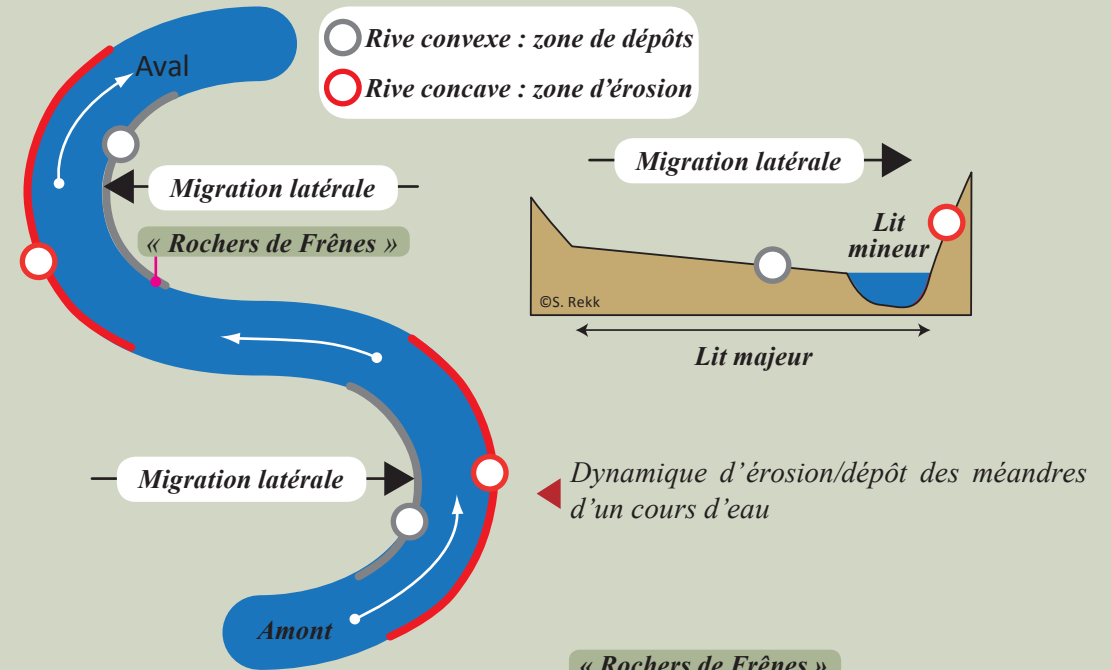 Aval
Rive convexe : zone de dépôts
Rive concave : zone d'érosion
Migration latérale
« Rochers de Frênes »
Migration latérale
Lit
mineur
©S. Rekk
Lit majeur
Migration latérale
Dynamique d'érosion/dépôt des méandres
d'un cours d'eau
Amont
« Rochers de Frênes »